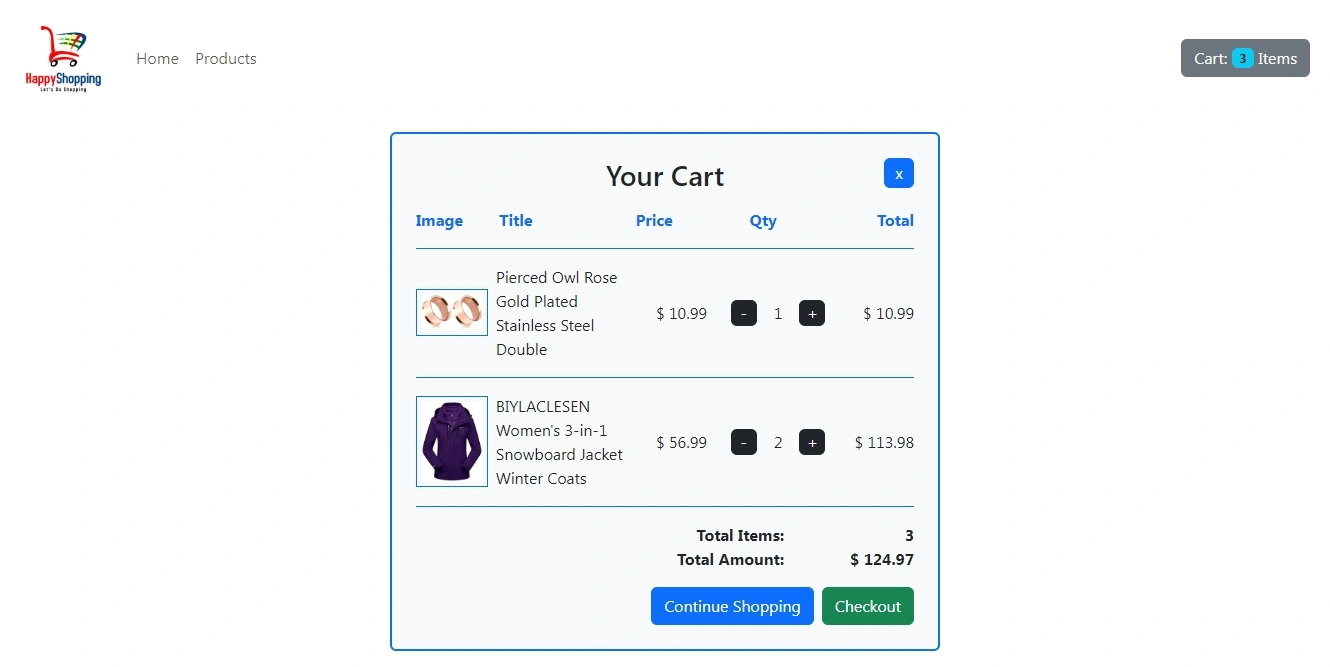 HappyShopping
Let's Go Shopping
Home Products
Cart: 3 Items
Your Cart
x
Image Title Price Qty Total
Pierced Owl Rose
Gold Plated
Stainless Steel
Double
$ 10.99 - 1 + $ 10.99
BIYLACLESEN
Women's 3-in-1
Snowboard Jacket
Winter Coats
$ 56.99 - 2 + $ 113.98
Total Items: 3
Total Amount: $ 124.97
Continue Shopping Checkout